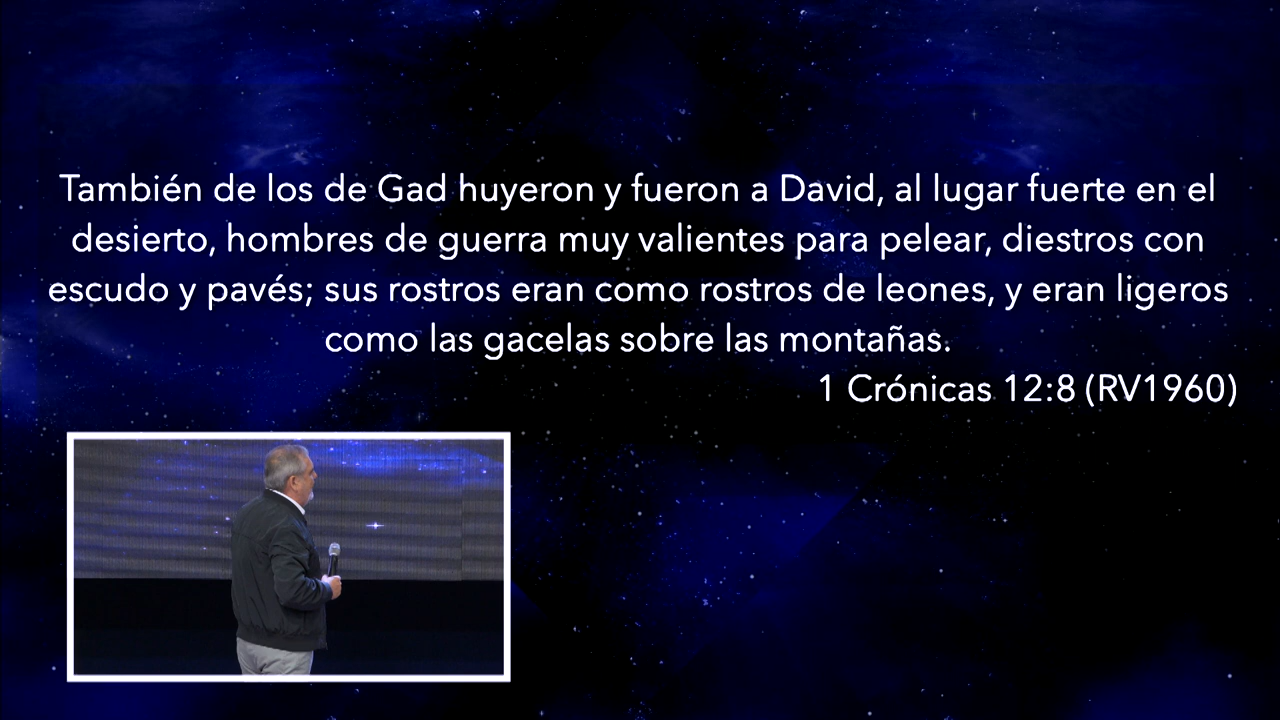 También de los de Gad huyeron y fueron a David, al lugar fuerte en el
desierto, hombres de guerra muy valientes para pelear, diestros con
escudo y pavés; sus rostros eran como rostros de leones, y eran ligeros
como las gacelas sobre las montañas.
1 Crónicas 12:8 (RV1960)